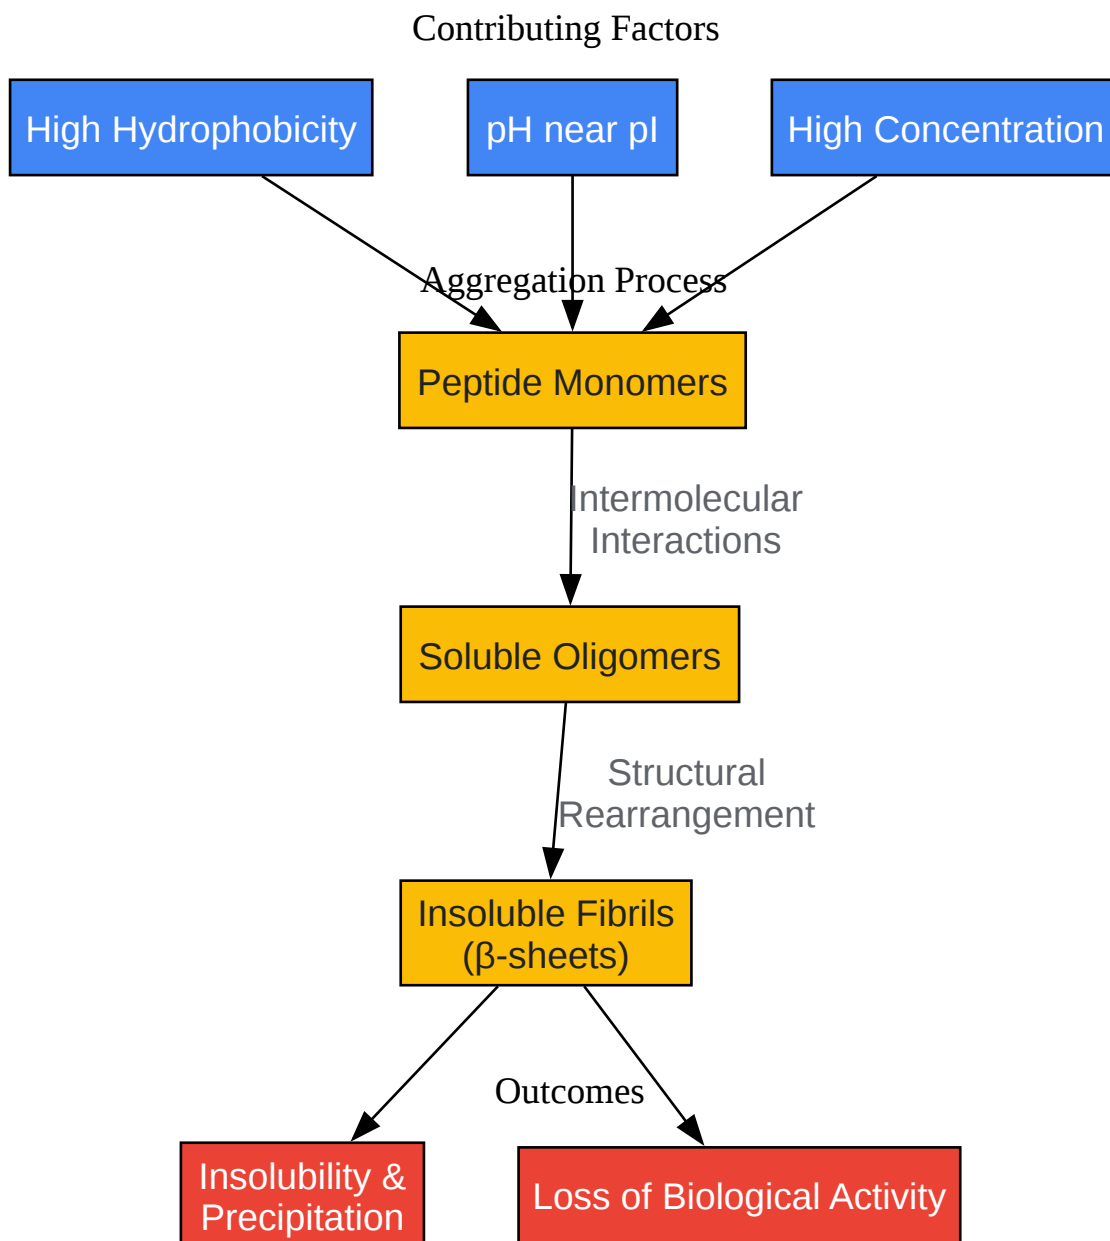 Contributing Factors
High Hydrophobicity
pH near pI
High Concentration
Aggregation Process
Peptide Monomers
Intermolecular
Interactions
Soluble Oligomers
Structural
Rearrangement
Insoluble Fibrils
(β-sheets)
Outcomes
Insolubility &
Precipitation
Loss of Biological Activity